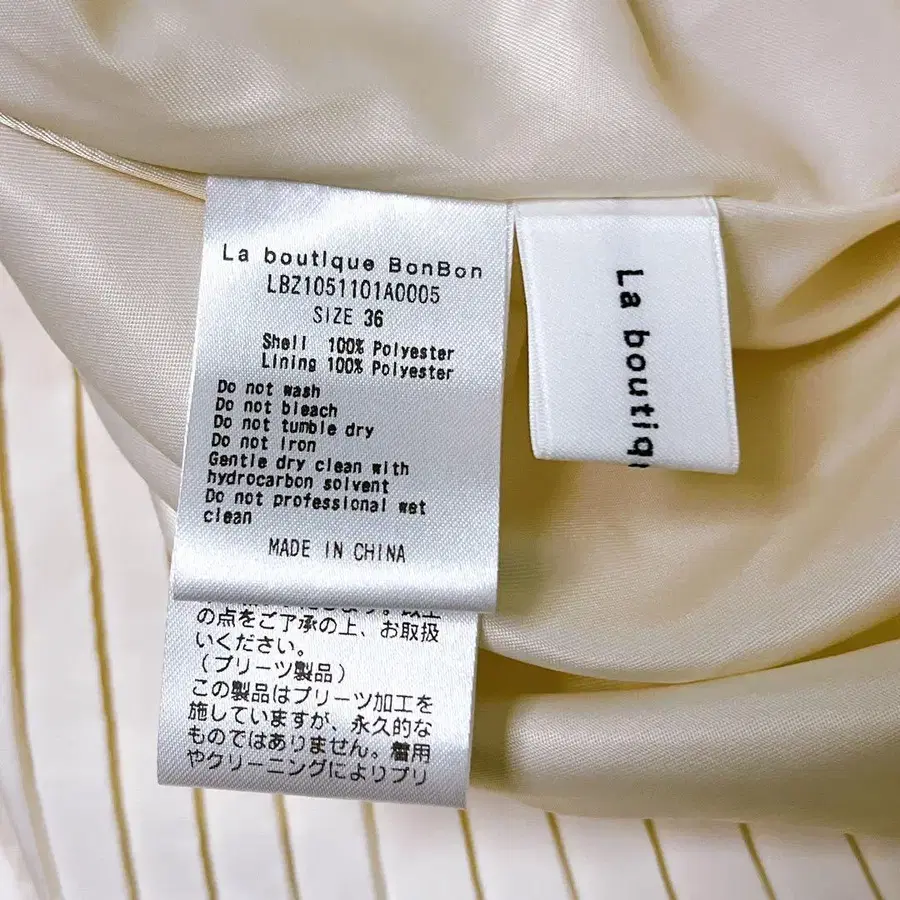 La boutique BonBon
LBZ1051101A0005
SIZE 36
Shell 100% Polyester
Lining 100% Polyester
Do not wash
Do not bleach
Do not tumble dry
Do not iron
Gentle dry clean with
hydrocarbon solvent
Do not professional wet
clean
MADE IN CHINA
の点をご了承の上、お取扱
いください。
(プリーツ製品)
この製品はプリーツ加工を
施していますが、永久的な
ものではありません。着用
やクリーニングによりプリ
La boutiq